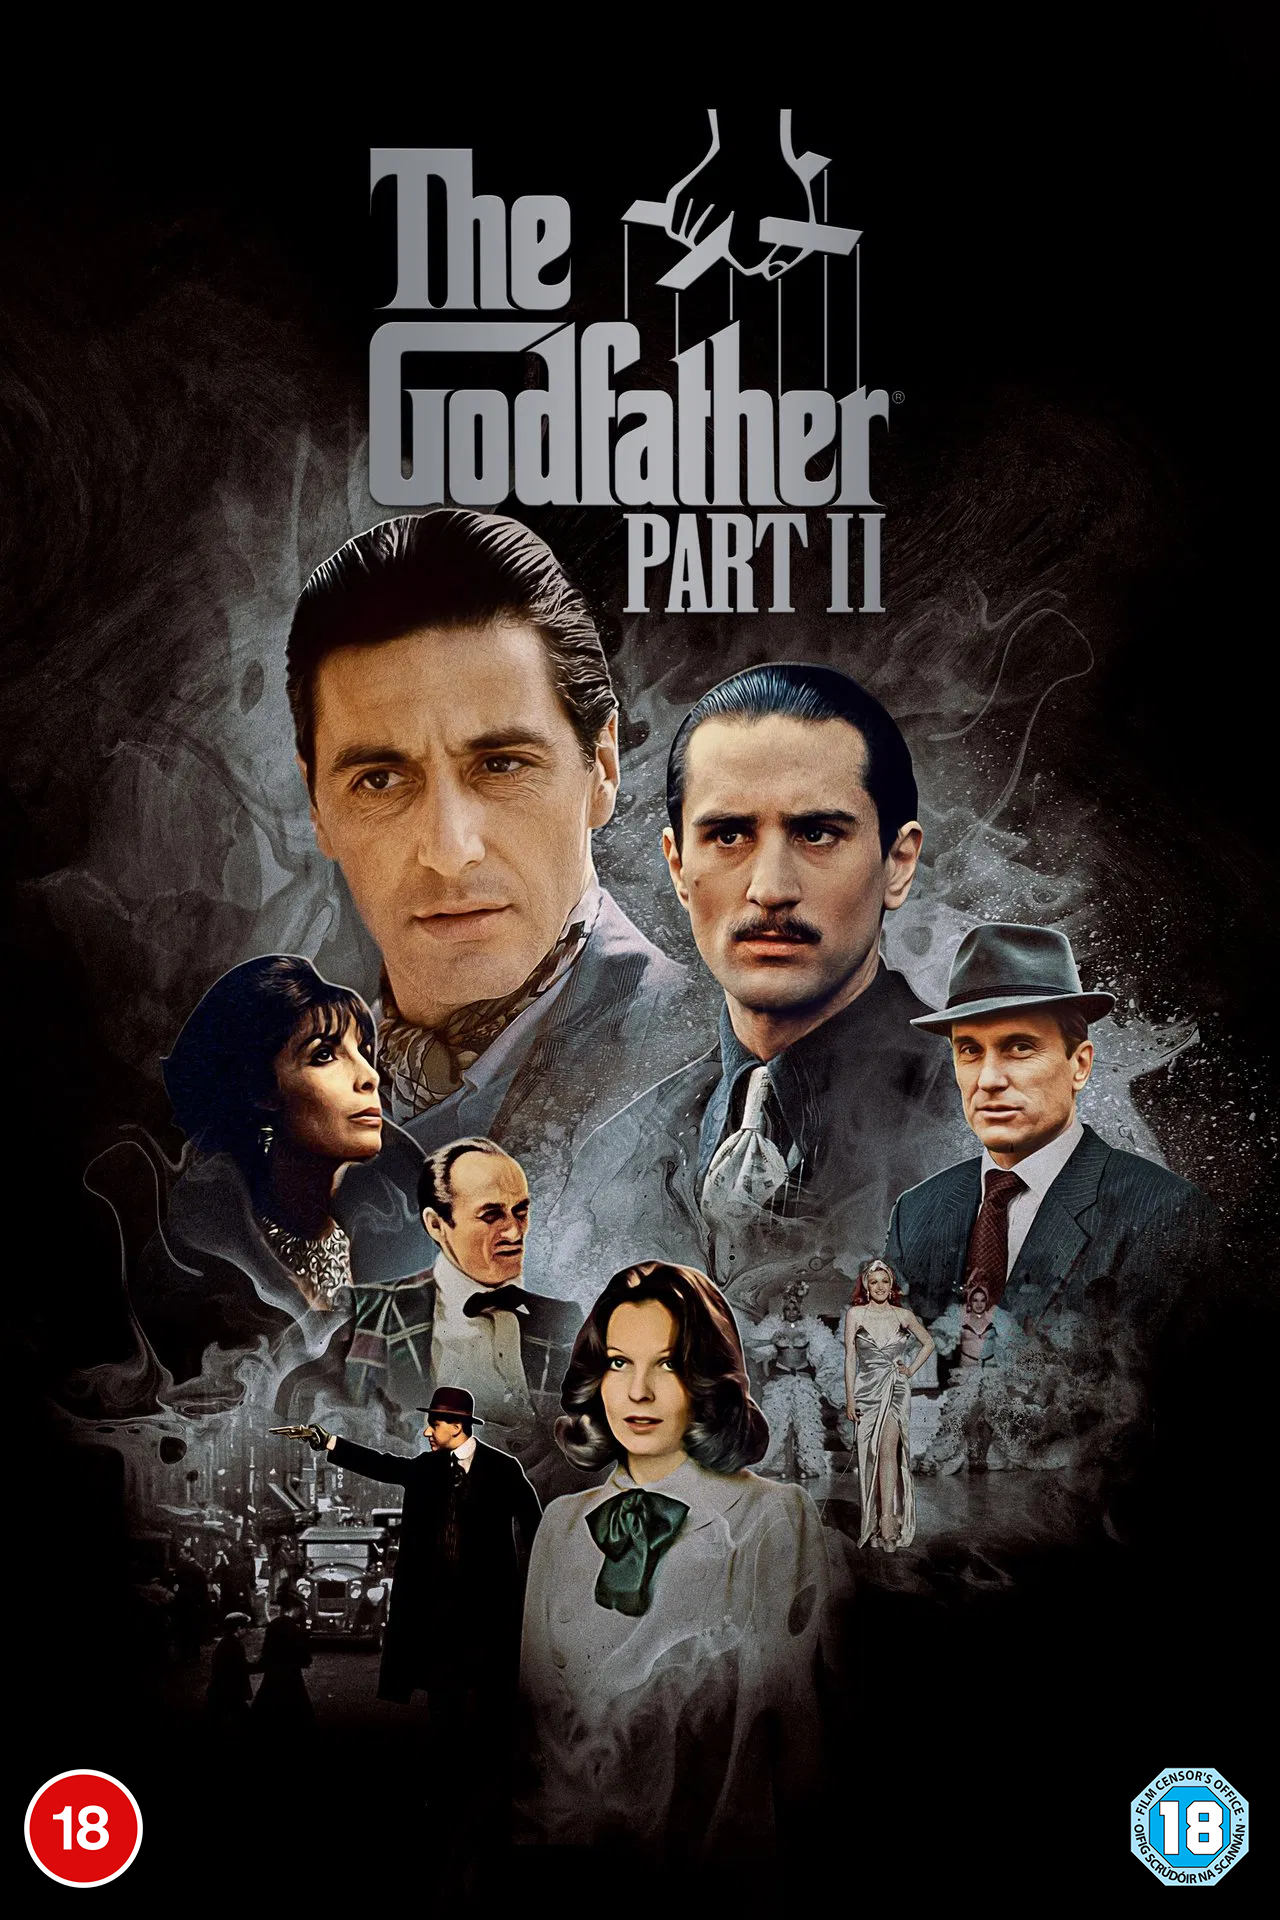 The
Godfather®
PART II
18
FILM CENSOR'S OFFICE
18
OIFIG SCRÚDÓIR NA SCANNÁN